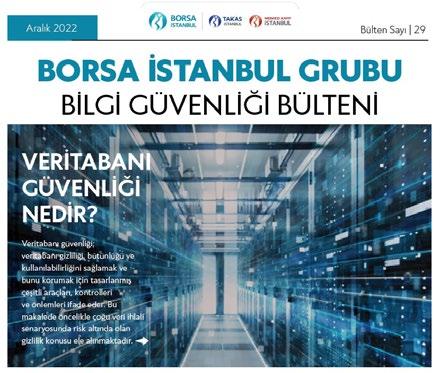 Aralık 2022
BORSA İSTANBUL
TAKAS İSTANBUL
İSTANBUL
Bülten Sayı | 29
BORSA İSTANBUL GRUBU
BİLGİ GÜVENLİĞİ BÜLTENİ
VERİTABANI
GÜVENLİĞİ
NEDİR?
Veritabanı güvenliği;
veritabanı gizliliği, bütünlüğü ve
kullanılabilirliğini sağlamak ve
bunu korumak için tasarlanmış
çeşitli araçları, kontrolleri
ve önlemleri ifade eder. Bu
makalede öncelikle çoğu veri ihlali
senaryosunda risk altında olan
gizlilik konusu ele alınmaktadır.